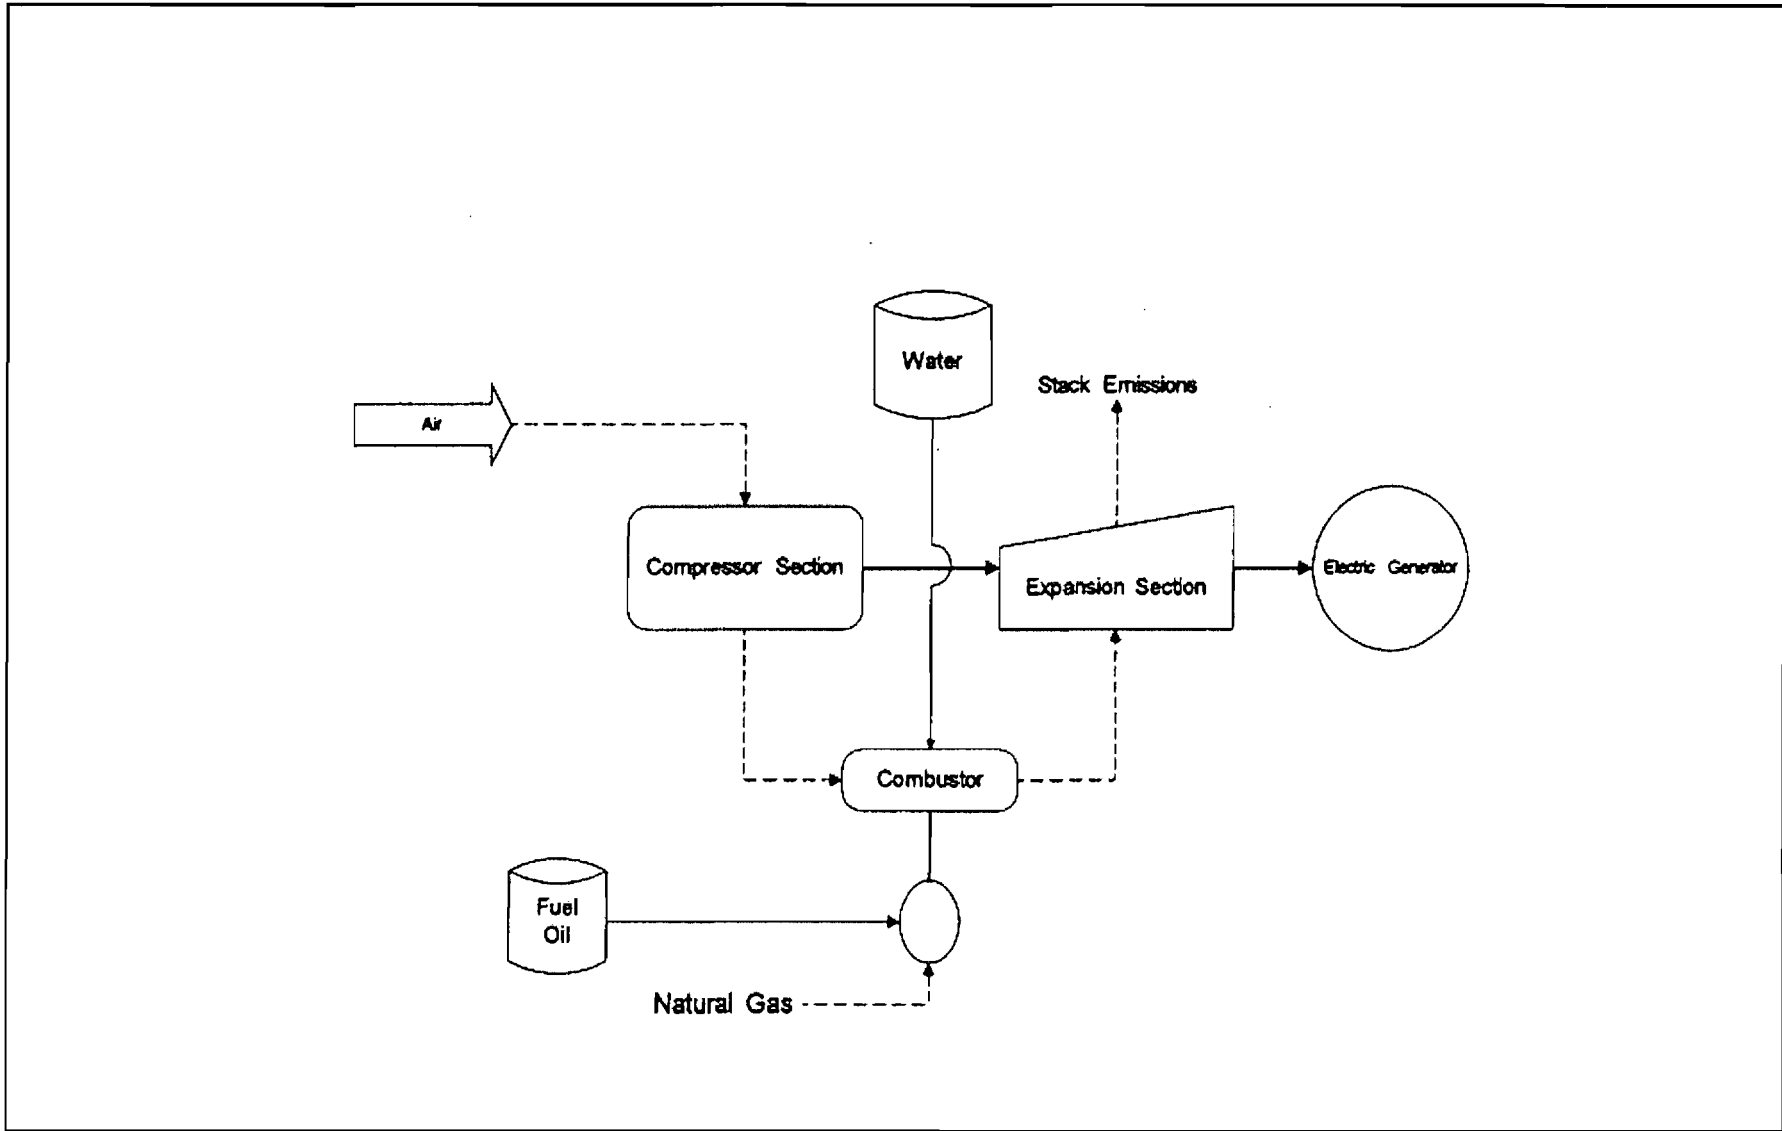 Water
Stack Emissions
Air
Compressor Section
Expansion Section
Electric Generator
Combustor
Fuel
Oil
Natural Gas